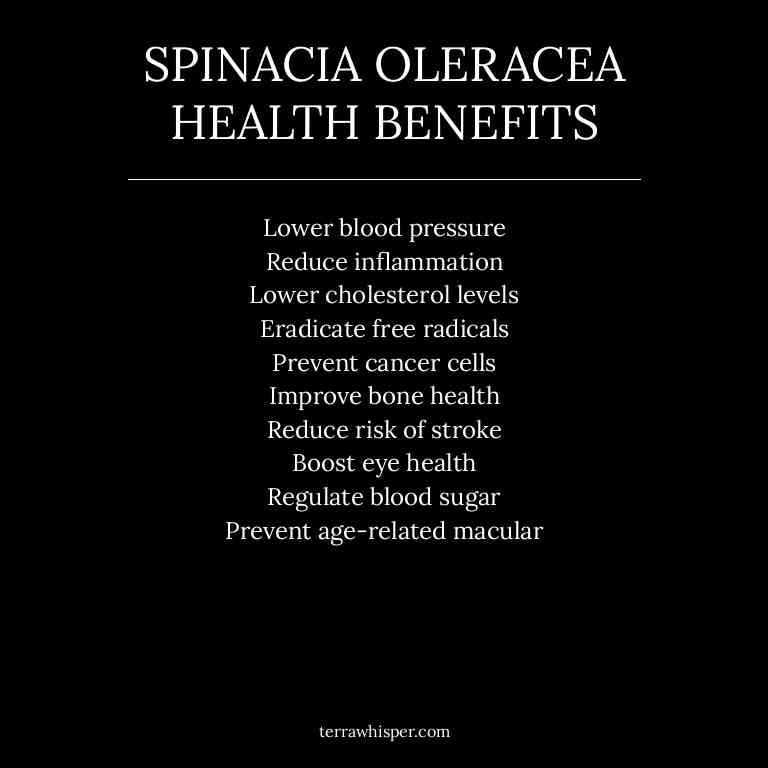 SPINACIA OLERACEA
HEALTH BENEFITS
Lower blood pressure
Reduce inflammation
Lower cholesterol levels
Eradicate free radicals
Prevent cancer cells
Improve bone health
Reduce risk of stroke
Boost eye health
Regulate blood sugar
Prevent age-related macular
terrawhisper.com